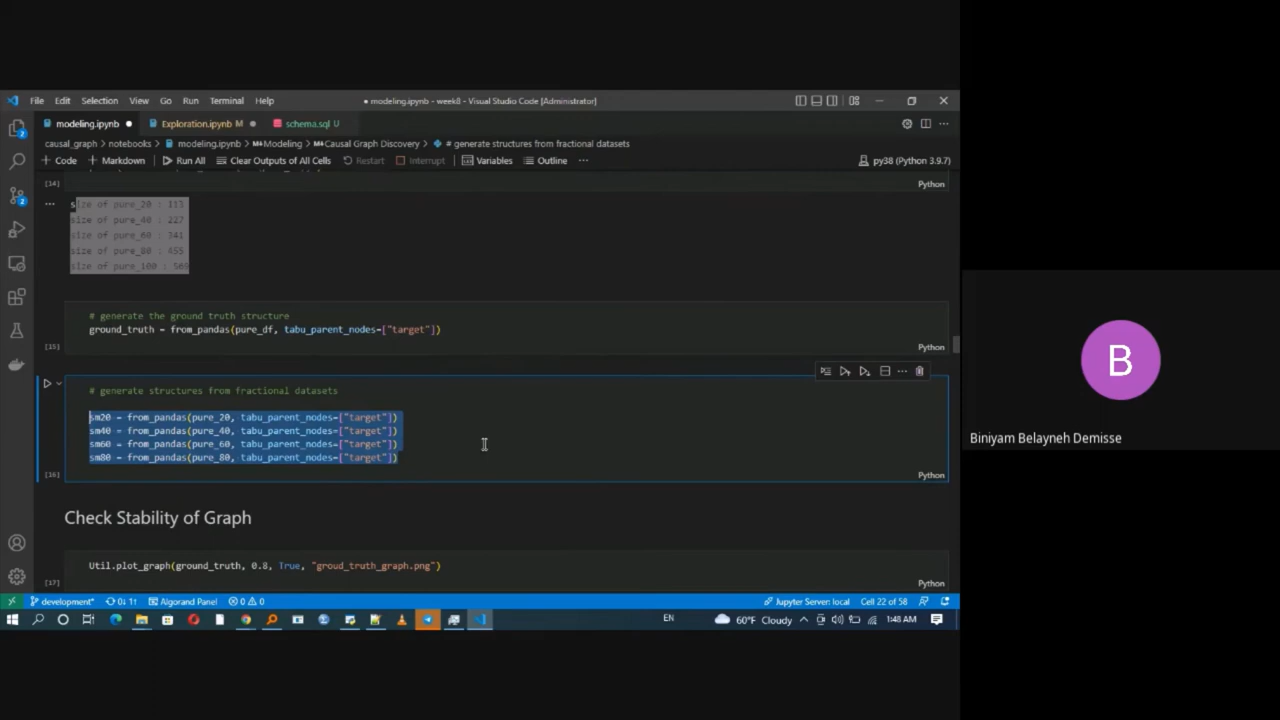 File Edit Selection View Go Run Terminal Help
● modeling.ipynb - week8 - Visual Studio Code [Administrator]
modeling.ipynb ● Exploration.ipynb M ● schema.sql U
causal_graph > notebooks > modeling.ipynb > M↓Modeling > M↓Causal Graph Discovery > # generate structures from fractional datasets
+ Code + Markdown Run All Clear Outputs of All Cells Restart Interrupt Variables Outline ... py38 (Python 3.9.7)
[14] Python
... size of pure_20 : 113
size of pure_40 : 227
size of pure_60 : 341
size of pure_80 : 455
size of pure_100 : 569
# generate the ground truth structure
ground_truth = from_pandas(pure_df, tabu_parent_nodes=["target"])
[15] Python
# generate structures from fractional datasets
sm20 = from_pandas(pure_20, tabu_parent_nodes=["target"])
sm40 = from_pandas(pure_40, tabu_parent_nodes=["target"])
sm60 = from_pandas(pure_60, tabu_parent_nodes=["target"])
sm80 = from_pandas(pure_80, tabu_parent_nodes=["target"])
[16] Python
Check Stability of Graph
Util.plot_graph(ground_truth, 0.8, True, "groud_truth_graph.png")
[17] Python
development* 0↓ 1↑ Algorand Panel 0 0 Jupyter Server: local Cell 22 of 58
EN 60°F Cloudy 1:48 AM
B
Biniyam Belayneh Demisse